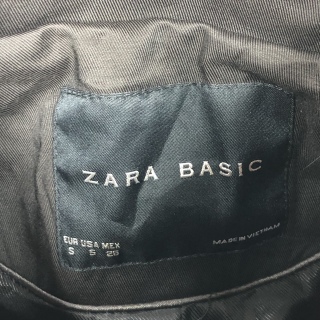 ZARA BASIC
EUR USA MEX
S S 26
MADE IN VIETNAM